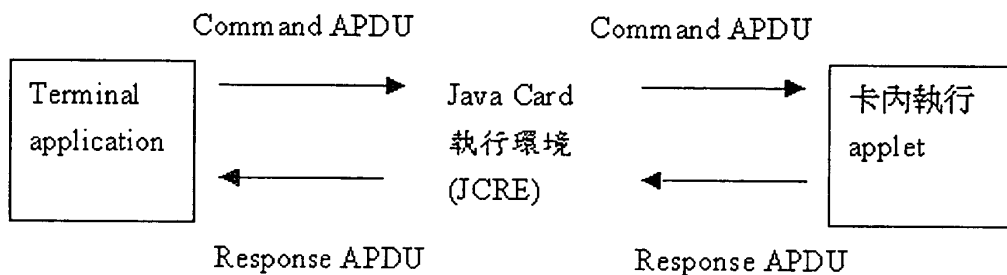 Command APDU
Command APDU
Terminal
application
Java Card
執行環境
(JCRE)
卡內執行
applet
Response APDU
Response APDU